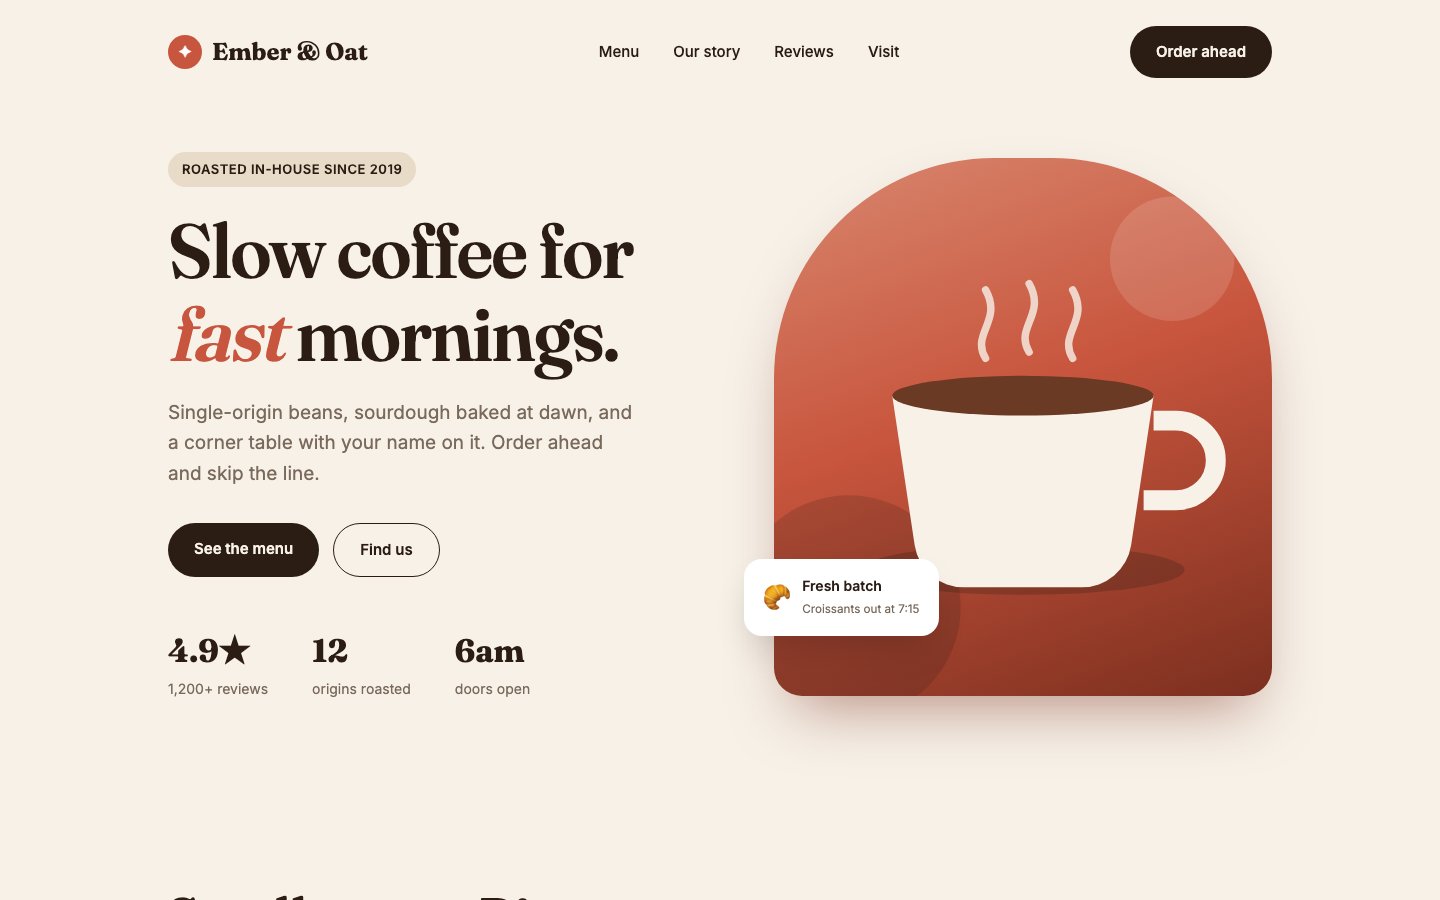 Ember & Oat
Menu
Our story
Reviews
Visit
Order ahead
ROASTED IN-HOUSE SINCE 2019
Slow coffee for
fast mornings.
Single-origin beans, sourdough baked at dawn, and
a corner table with your name on it. Order ahead
and skip the line.
See the menu
Find us
4.9★
1,200+ reviews
12
origins roasted
6am
doors open
Fresh batch
Croissants out at 7:15